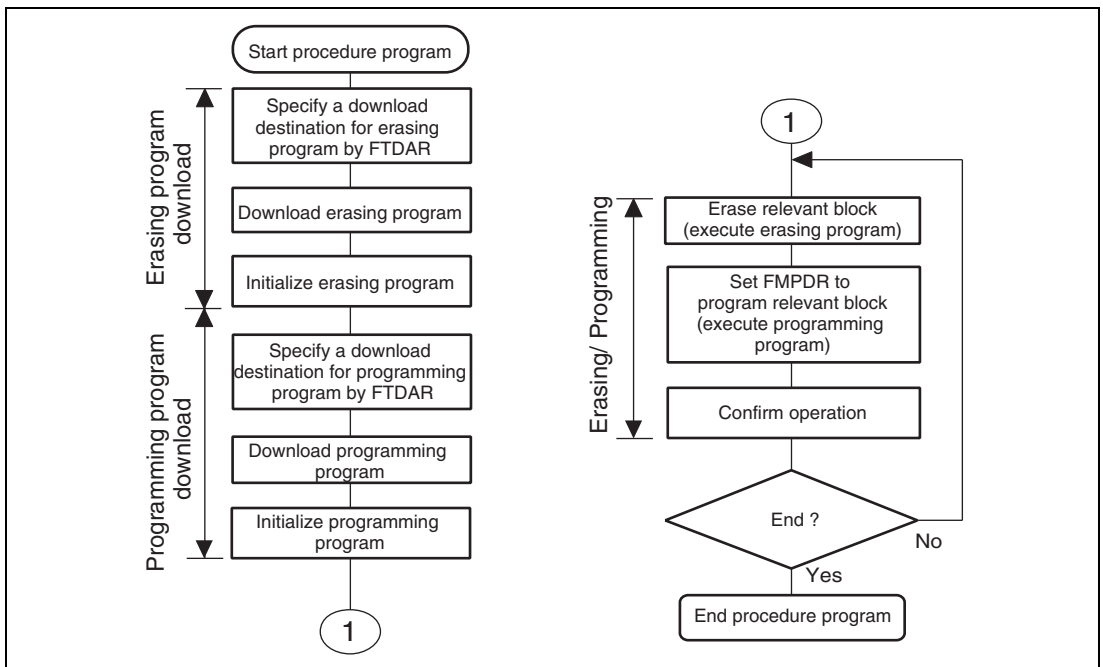 Start procedure program
Erasing program
download
Specify a download
destination for erasing
program by FTDAR
Download erasing program
Initialize erasing program
Programming program
download
Specify a download
destination for programming
program by FTDAR
Download programming
program
Initialize programming
program
1
1
Erasing/ Programming
Erase relevant block
(execute erasing program)
Set FMPDR to
program relevant block
(execute programming
program)
Confirm operation
End ?
No
Yes
End procedure program